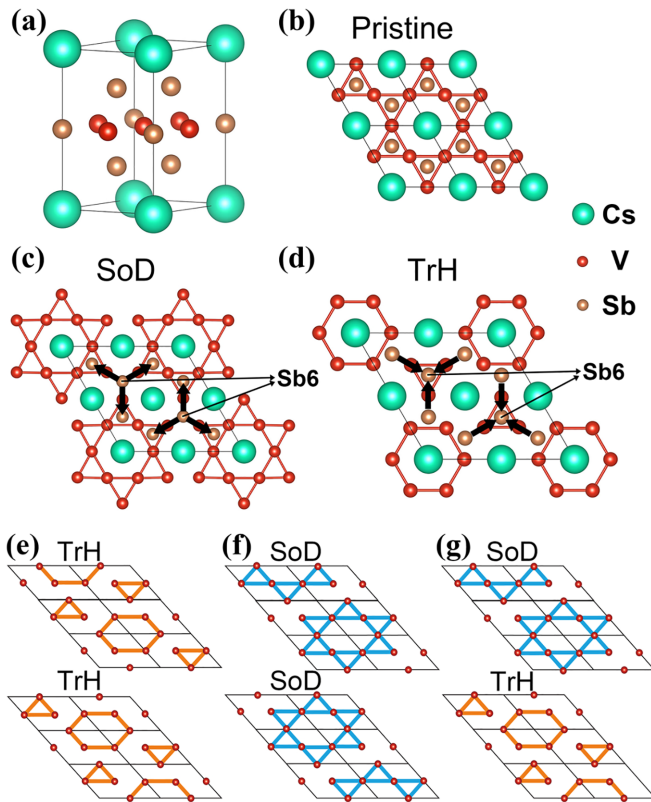 (a)
(b) Pristine
Cs
V
Sb
(c) SoD
(d) TrH
Sb6
Sb6
(e) TrH
(f) SoD
(g) SoD
TrH
SoD
TrH